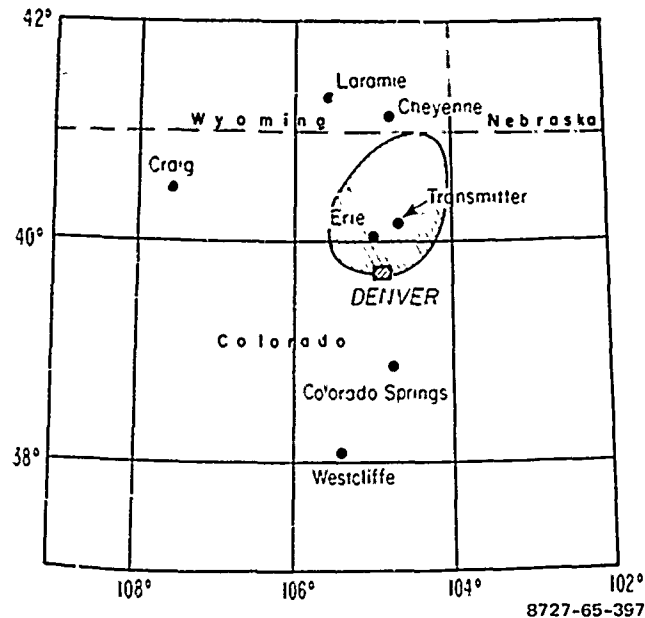 42°
Laramie
Cheyenne
Wyoming
Nebraska
Craig
Transmitter
Erie
40°
DENVER
Colorado
Colorado Springs
38°
Westcliffe
108°
106°
104°
102°
8727-65-397